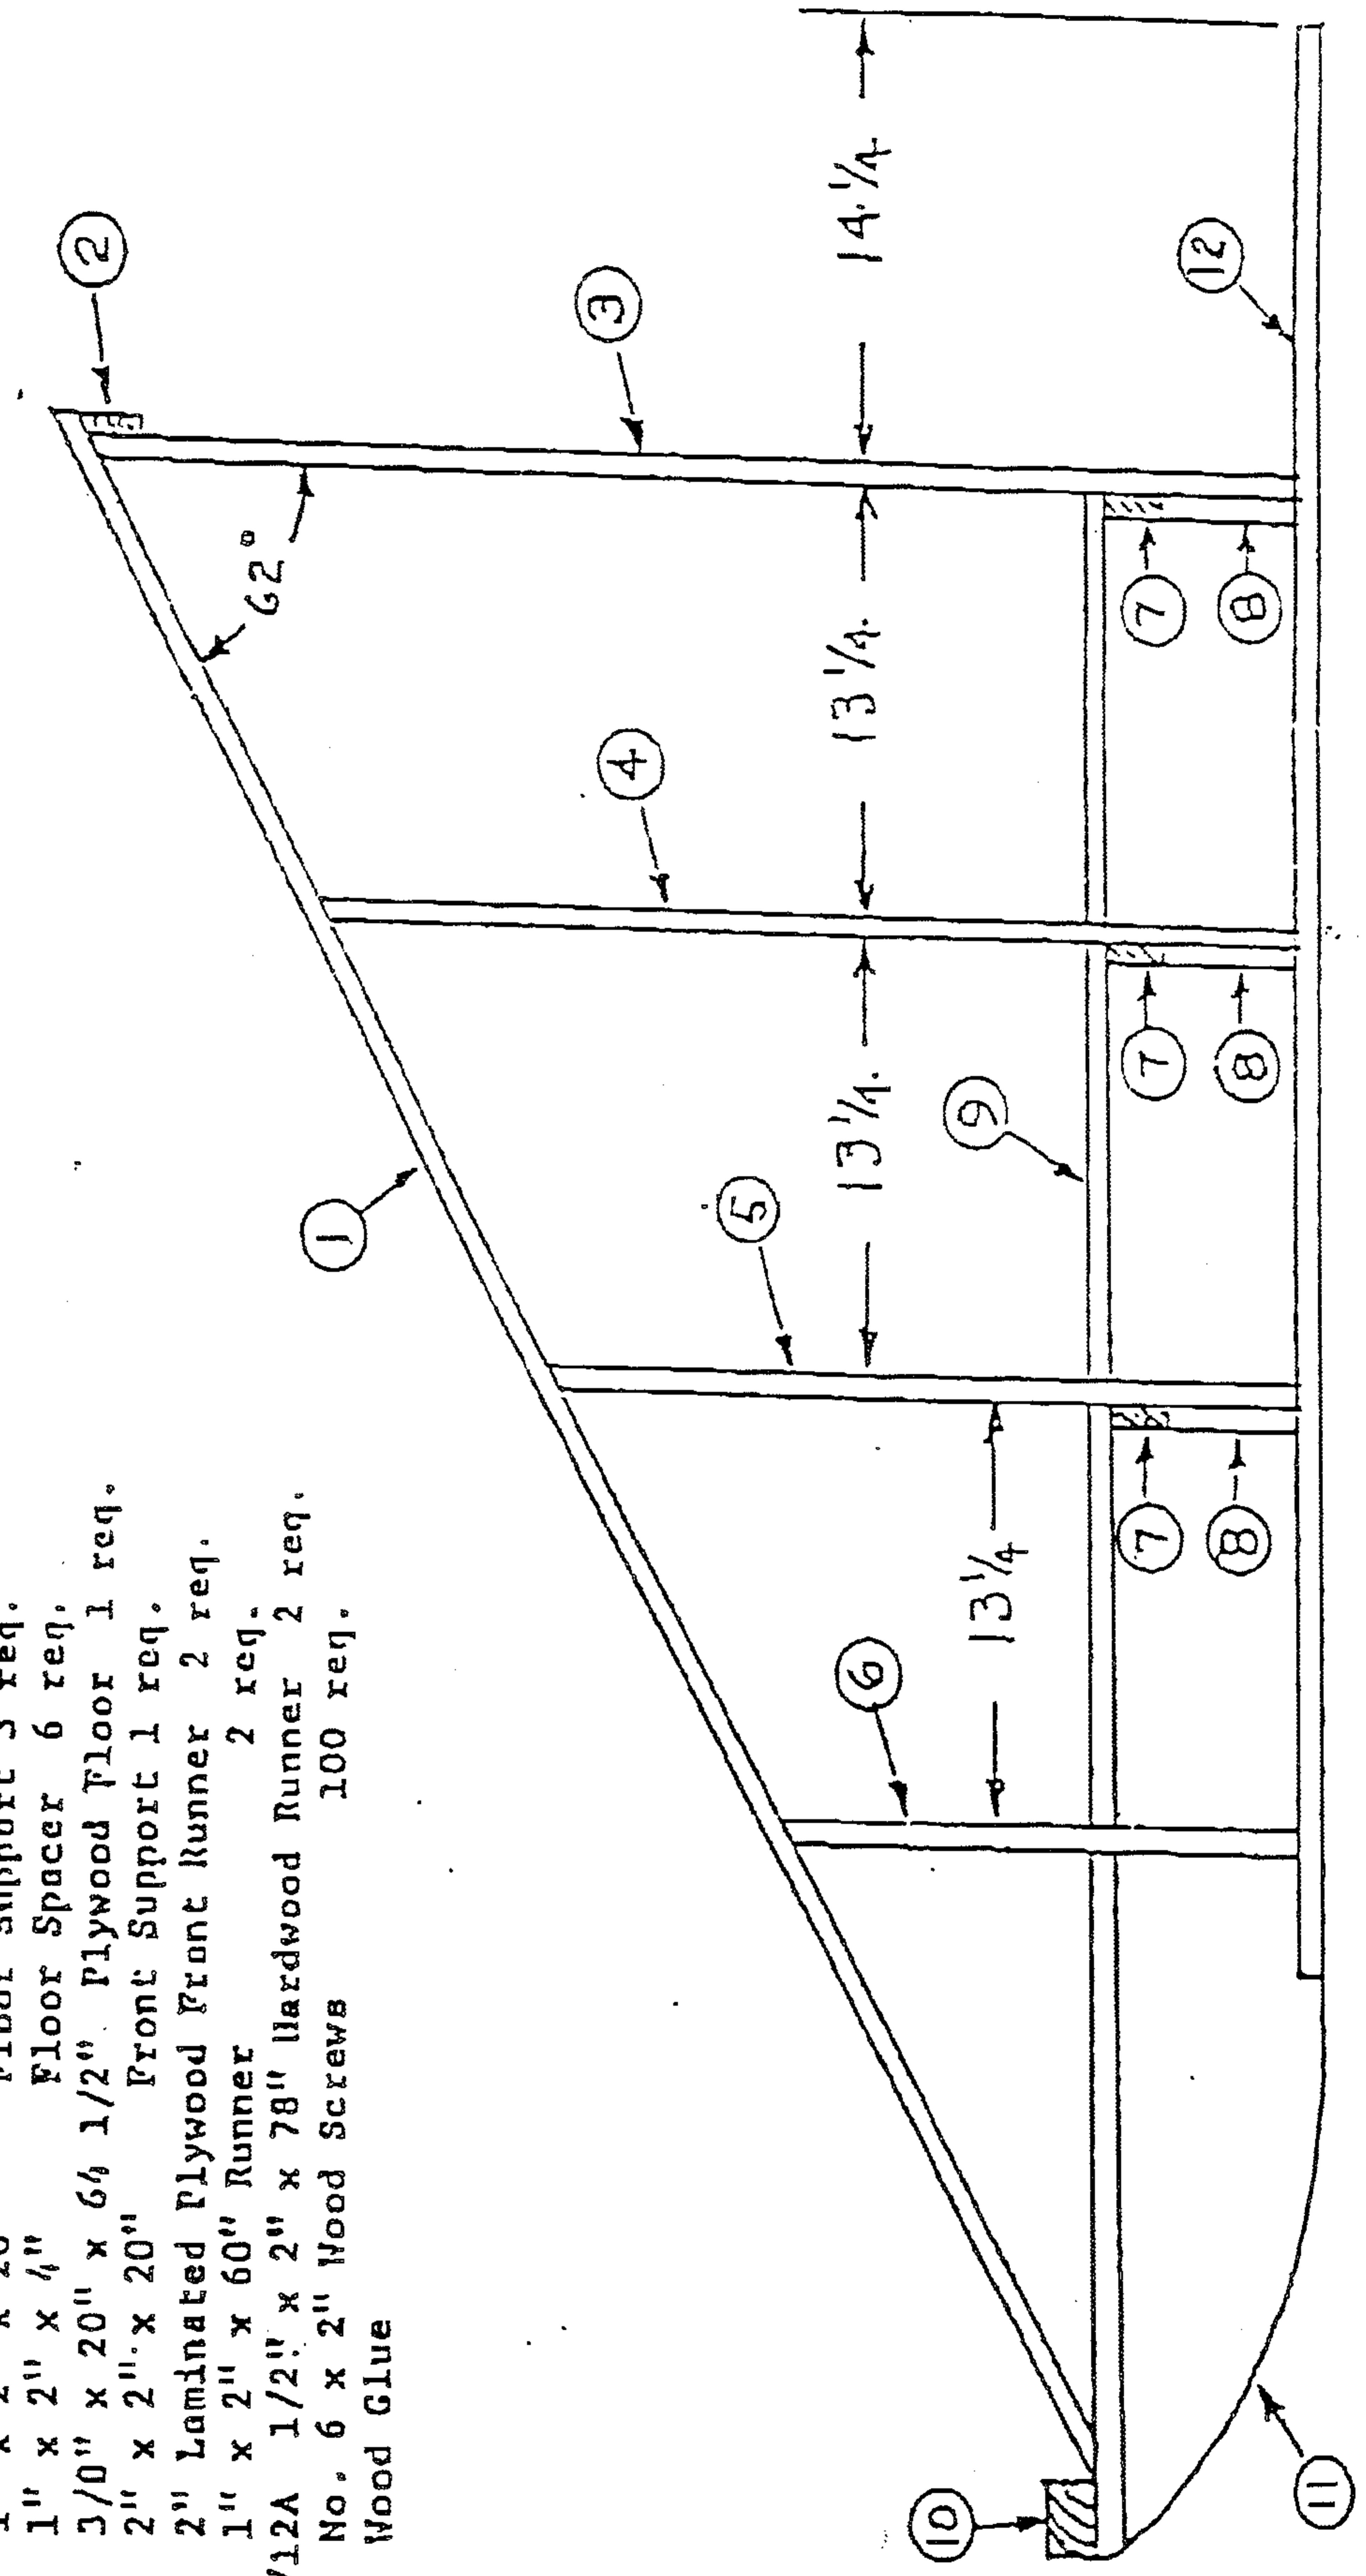 1" x 2" x 20" Floor Support 3 req.
1" x 2" x 4" Floor Spacer 6 req.
3/8" x 20" x 64 1/2" Plywood Floor 1 req.
2" x 2" x 20" Front Support 1 req.
2" Laminated Plywood Front Runner 2 req.
1" x 2" x 60" Runner 2 req.
/12A 1/2" x 2" x 78" Hardwood Runner 2 req.
No. 6 x 2" Wood Screws 100 req.
Wood Glue
1
2
3
4
5
6
62°
14 1/4
13 1/4
13 1/4
13 1/4
9
10
11
12
7
8
7
8
7
8